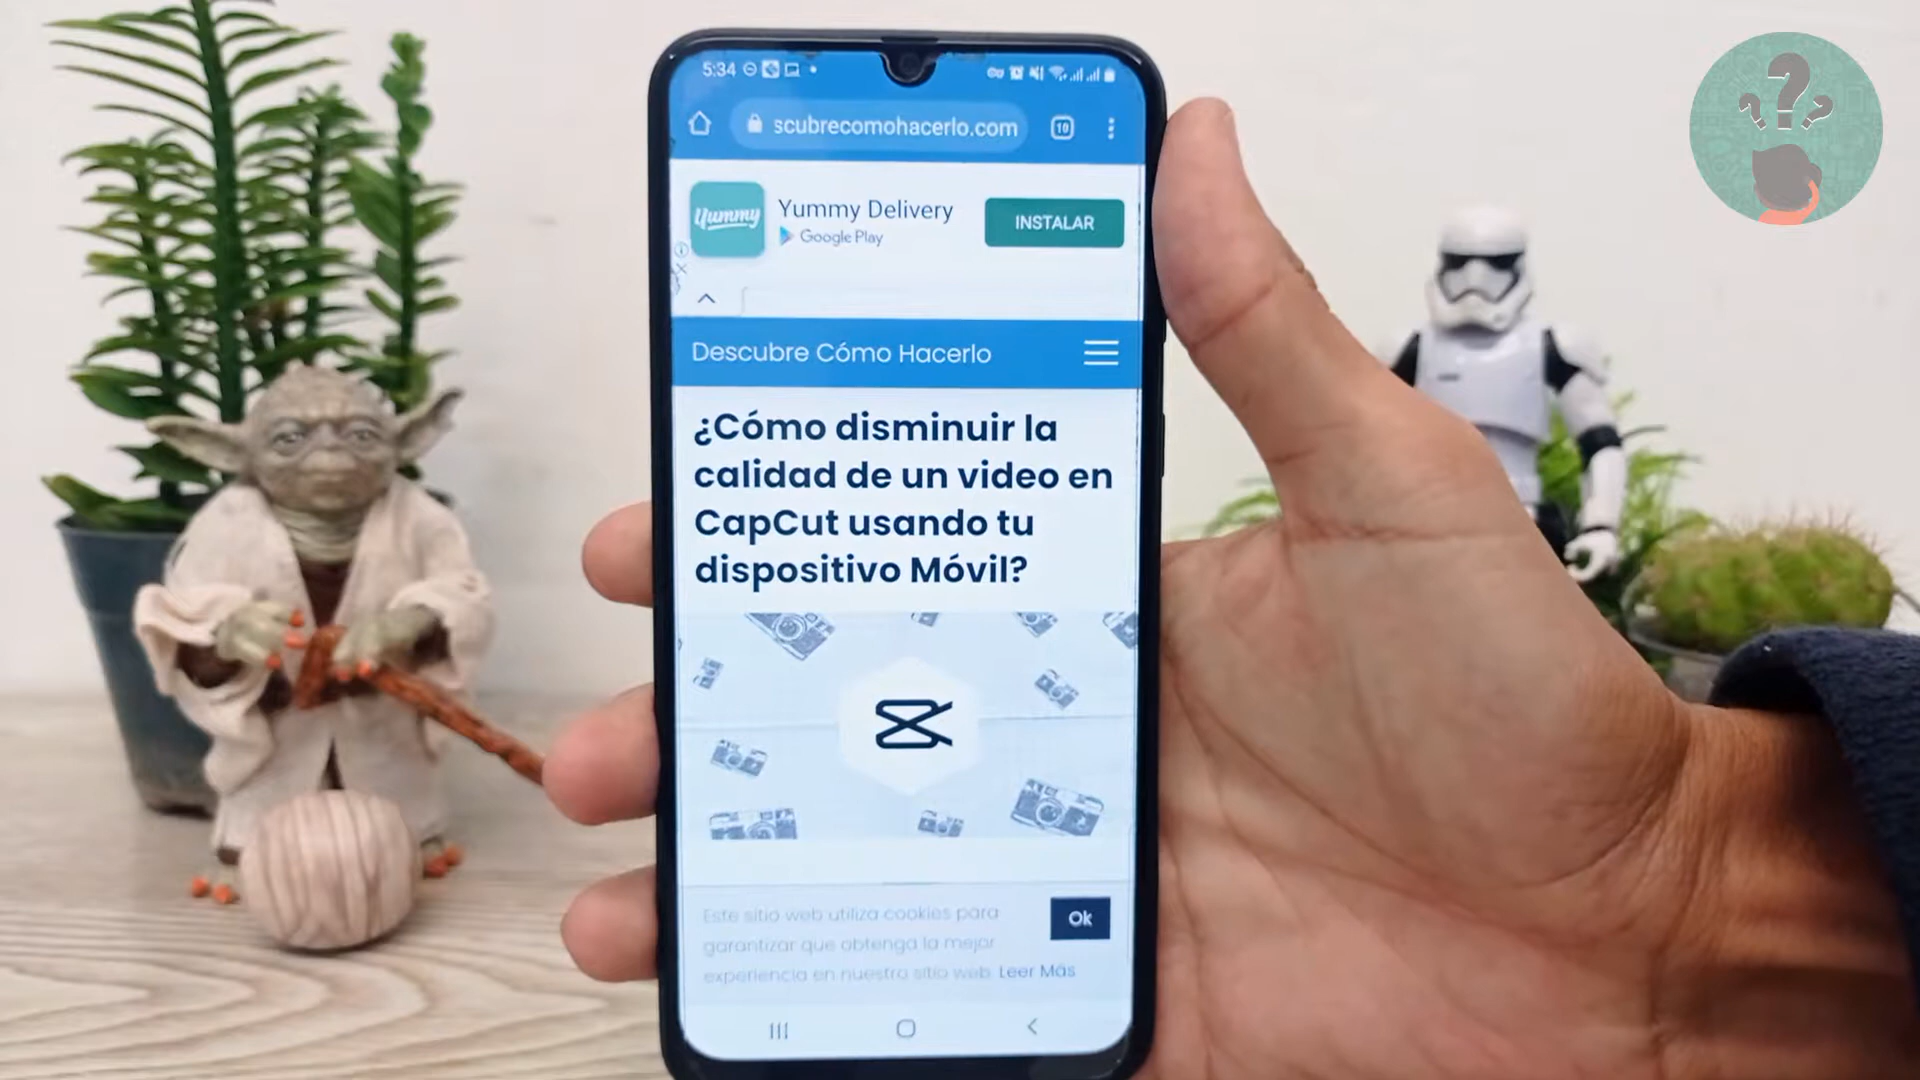 5:34
scubrecomohacerlo.com
10
Yummy
Yummy Delivery
Google Play
INSTALAR
Descubre Cómo Hacerlo
¿Cómo disminuir la
calidad de un video en
CapCut usando tu
dispositivo Móvil?
Este sitio web utiliza cookies para
garantizar que obtenga la mejor
experiencia en nuestro sitio web. Leer Más
Ok